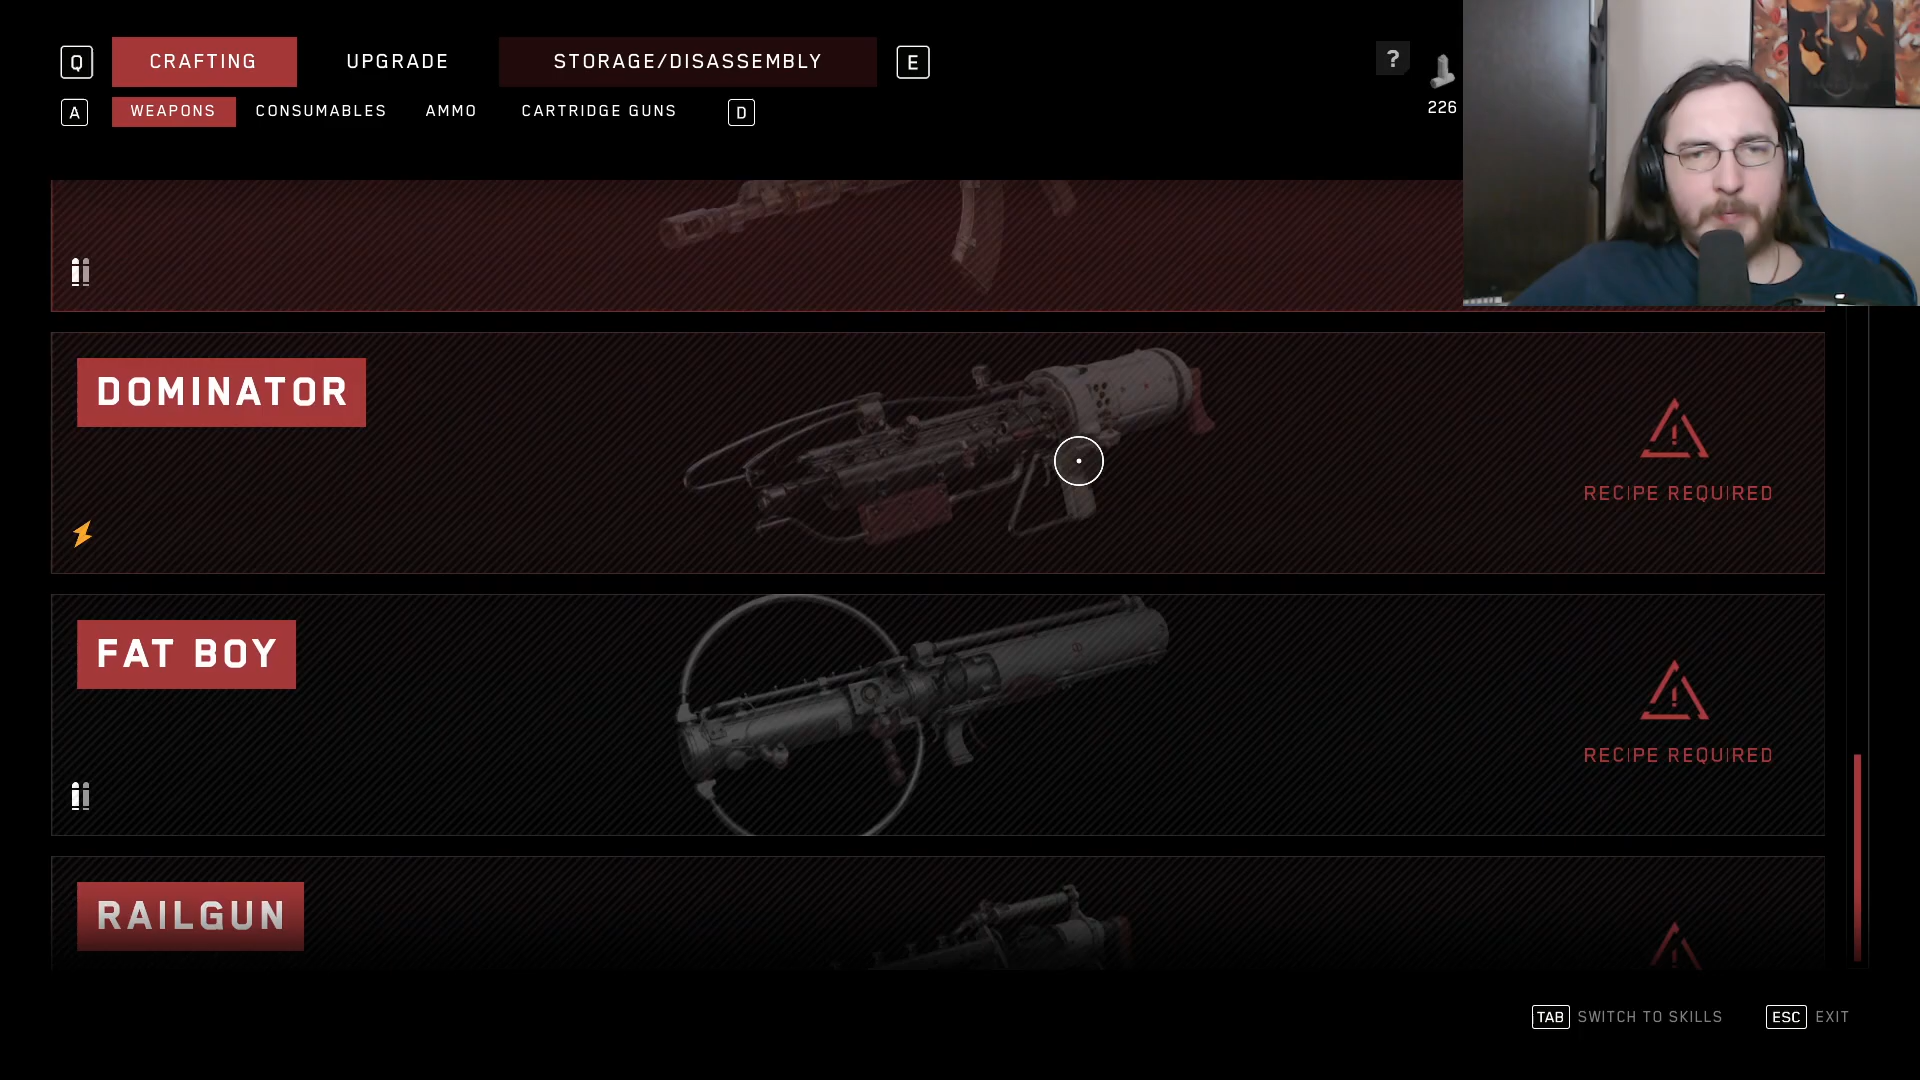 Q CRAFTING UPGRADE STORAGE/DISASSEMBLY E ?
A WEAPONS CONSUMABLES AMMO CARTRIDGE GUNS D 226
DOMINATOR
RECIPE REQUIRED
FAT BOY
RECIPE REQUIRED
RAILGUN
TAB SWITCH TO SKILLS ESC EXIT